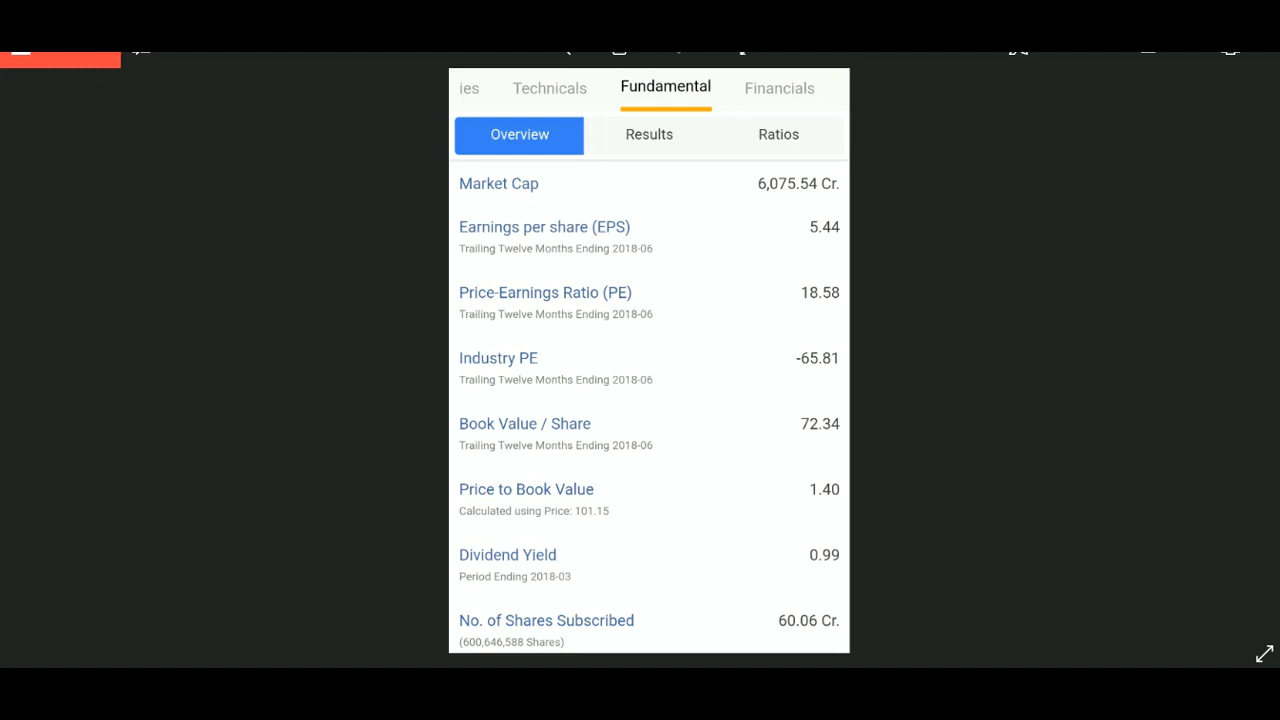 ies Technicals Fundamental Financials
Overview Results Ratios
Market Cap 6,075.54 Cr.
Earnings per share (EPS) 5.44
Trailing Twelve Months Ending 2018-06
Price-Earnings Ratio (PE) 18.58
Trailing Twelve Months Ending 2018-06
Industry PE -65.81
Trailing Twelve Months Ending 2018-06
Book Value / Share 72.34
Trailing Twelve Months Ending 2018-06
Price to Book Value 1.40
Calculated using Price: 101.15
Dividend Yield 0.99
Period Ending 2018-03
No. of Shares Subscribed 60.06 Cr.
(600,646,588 Shares)